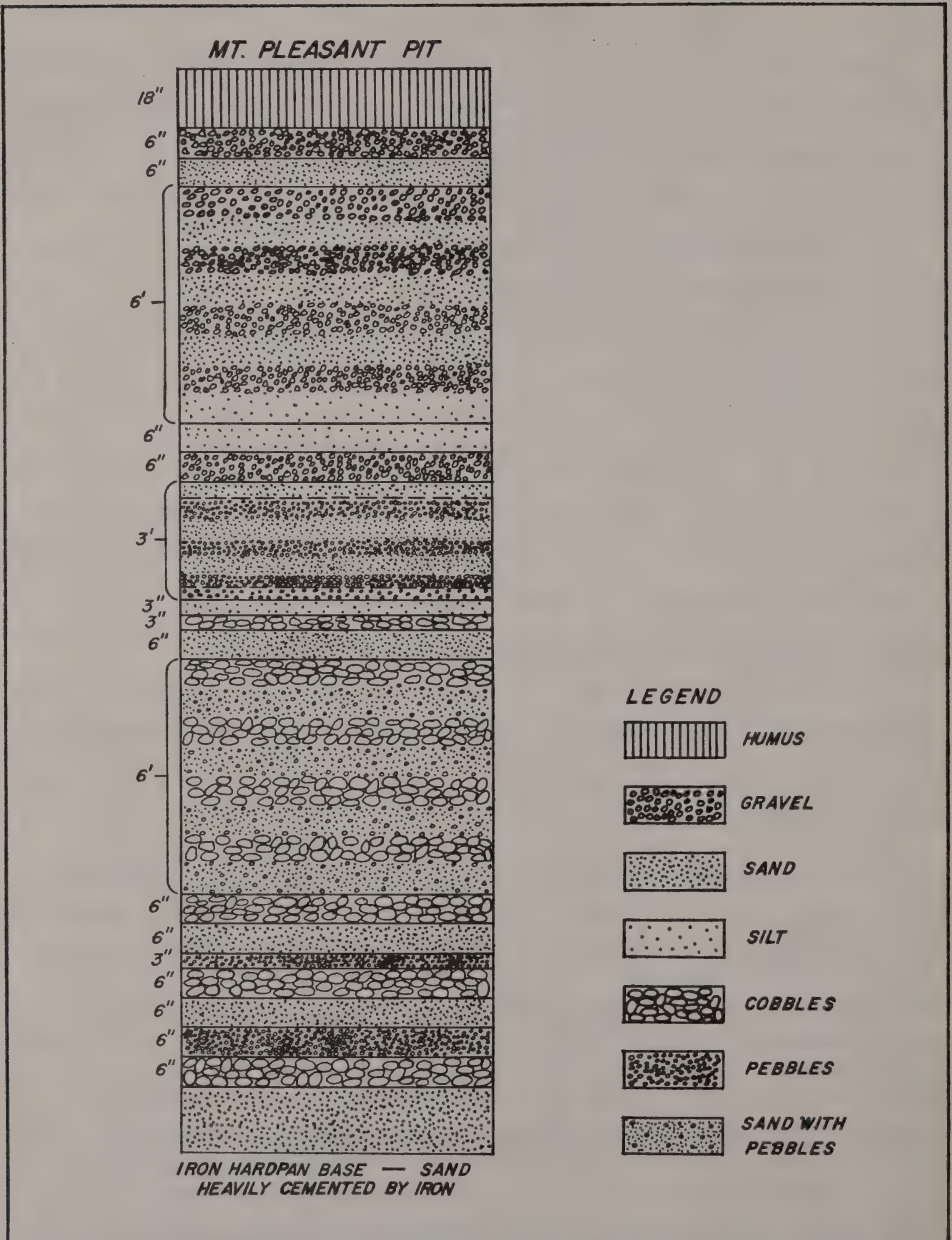 MT. PLEASANT PIT
18"
6"
6"
6'
6"
6"
3'
3"
3"
6"
6'
6"
6"
3"
6"
6"
6"
6"
IRON HARDPAN BASE — SAND
HEAVILY CEMENTED BY IRON
LEGEND
HUMUS
GRAVEL
SAND
SILT
COBBLES
PEBBLES
SAND WITH
PEBBLES